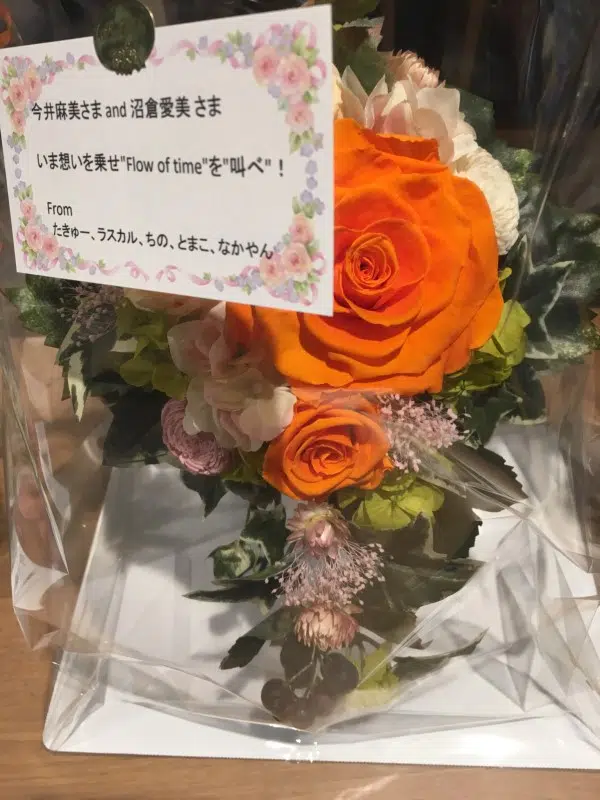 今井麻美さま and 沼倉愛美 さま
いま想いを乗せ"Flow of time"を"叫べ"！
From
たきゅー、ラスカル、ちの、とまこ、なかやん